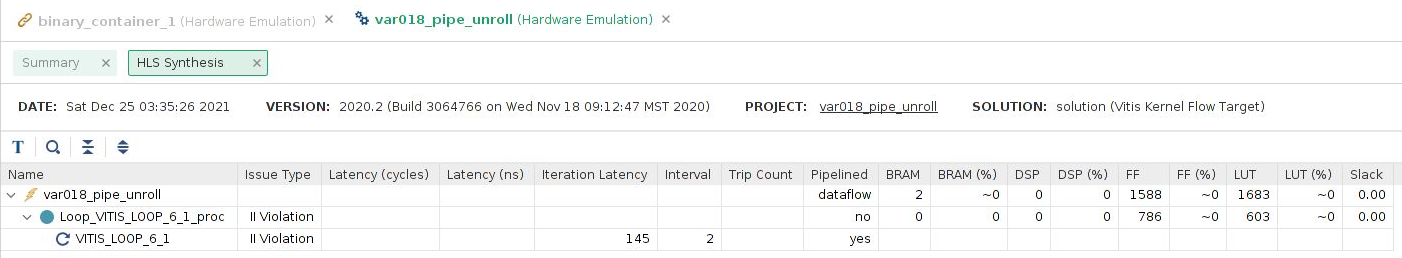 binary_container_1 (Hardware Emulation) × var018_pipe_unroll (Hardware Emulation) ×
Summary × HLS Synthesis ×
DATE: Sat Dec 25 03:35:26 2021 VERSION: 2020.2 (Build 3064766 on Wed Nov 18 09:12:47 MST 2020) PROJECT: var018_pipe_unroll SOLUTION: solution (Vitis Kernel Flow Target)
T
Name Issue Type Latency (cycles) Latency (ns) Iteration Latency Interval Trip Count Pipelined BRAM BRAM (%) DSP DSP (%) FF FF (%) LUT LUT (%) Slack
var018_pipe_unroll dataflow 2 ~0 0 0 1588 ~0 1683 ~0 0.00
Loop_VITIS_LOOP_6_1_proc II Violation no 0 0 0 0 786 ~0 603 ~0 0.00
VITIS_LOOP_6_1 II Violation 145 2 yes